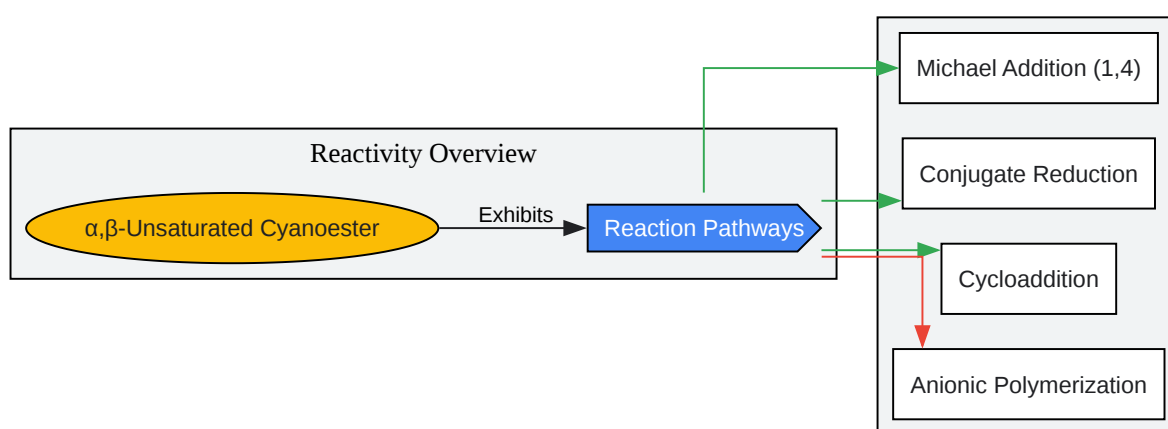 Reactivity Overview
α,β-Unsaturated Cyanoester
Exhibits
Reaction Pathways
Michael Addition (1,4)
Conjugate Reduction
Cycloaddition
Anionic Polymerization